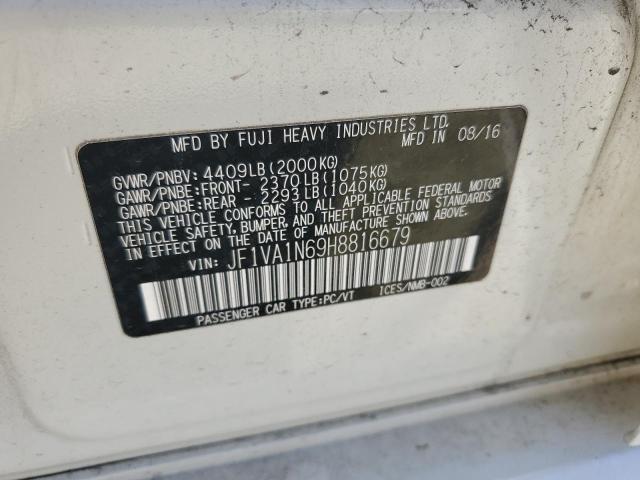 MFD BY FUJI HEAVY INDUSTRIES LTD.
MFD IN 08/16
GVWR/PNBV: 4409LB(2000KG)
GAWR/PNBE:FRONT- 2370LB(1075KG)
GAWR/PNBE:REAR - 2293LB(1040KG)
THIS VEHICLE CONFORMS TO ALL APPLICABLE FEDERAL MOTOR
VEHICLE SAFETY, BUMPER, AND THEFT PREVENTION STANDARDS
IN EFFECT ON THE DATE OF MANUFACTURE SHOWN ABOVE.
VIN: JF1VA1N69H8816679
PASSENGER CAR TYPE:PC/VT ICES/NMB-002